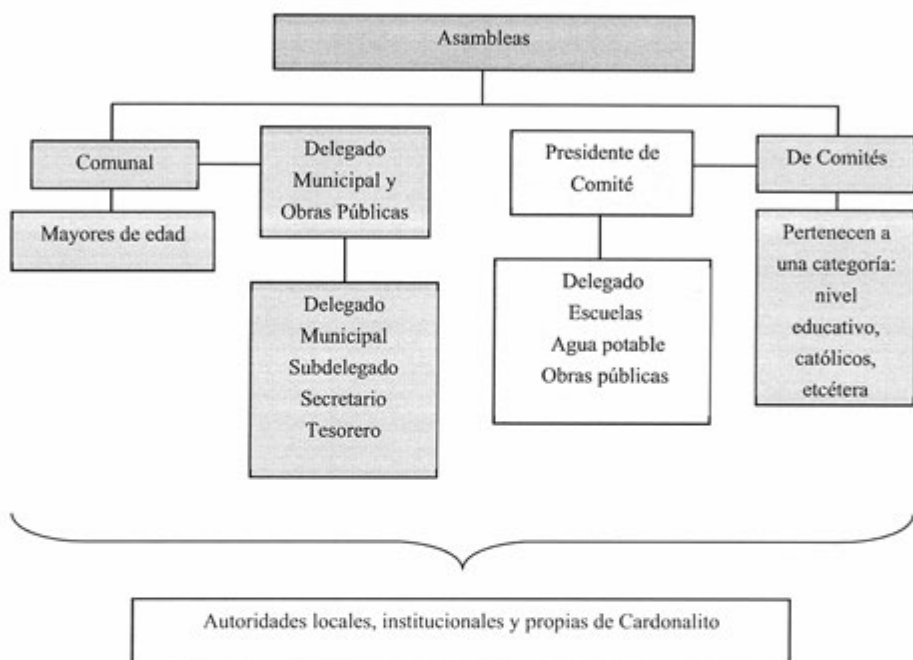 Asambleas
Comunal
Mayores de edad
Delegado
Municipal y
Obras Públicas
Delegado
Municipal
Subdelegado
Secretario
Tesorero
Presidente de
Comité
Delegado
Escuelas
Agua potable
Obras públicas
De Comités
Pertenecen a
una categoría:
nivel
educativo,
católicos,
etcétera
Autoridades locales, institucionales y propias de Cardonalito